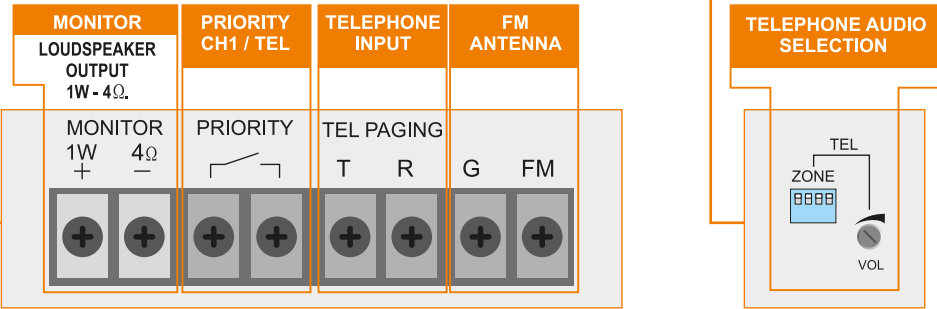 MONITOR
LOUDSPEAKER
OUTPUT
1W - 4Ω.
PRIORITY
CH1 / TEL
TELEPHONE
INPUT
FM
ANTENNA
MONITOR
1W 4Ω
+ −
PRIORITY
TEL PAGING
T R
G FM
TELEPHONE AUDIO
SELECTION
TEL
ZONE
VOL